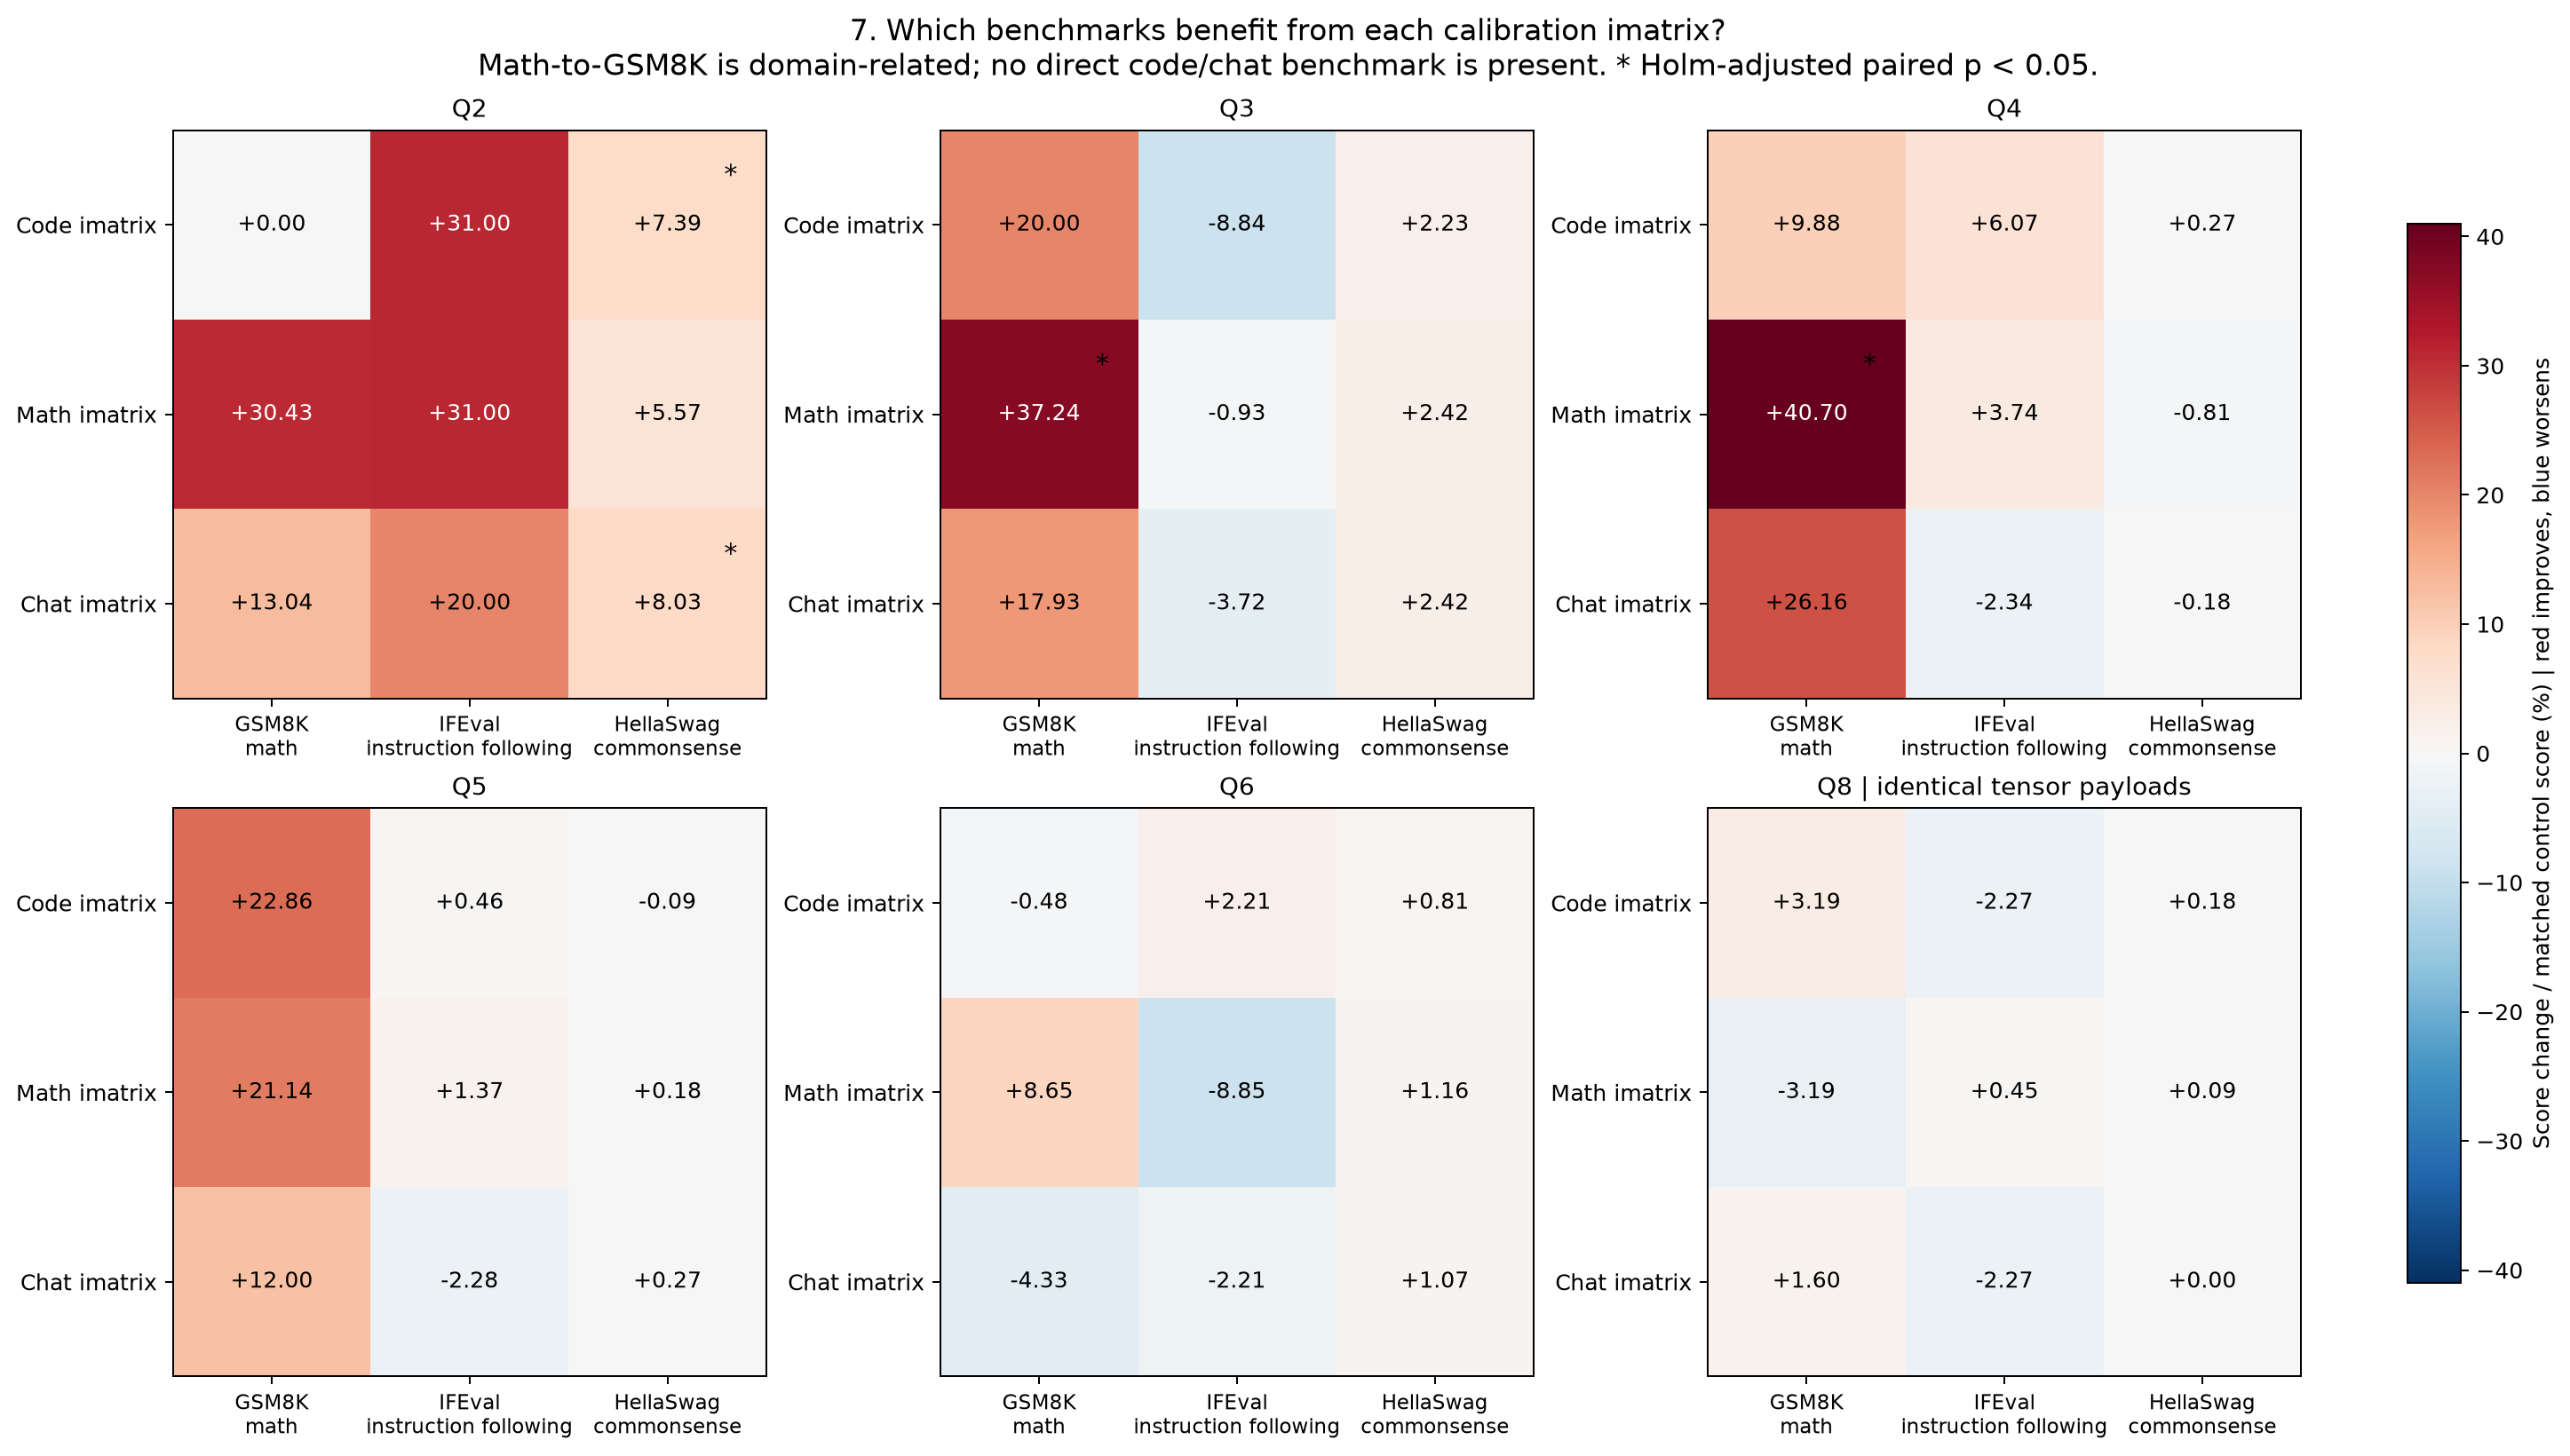 7. Which benchmarks benefit from each calibration imatrix?
Math-to-GSM8K is domain-related; no direct code/chat benchmark is present. * Holm-adjusted paired p < 0.05.
Q2
*
Code imatrix +0.00 +31.00 +7.39
Math imatrix +30.43 +31.00 +5.57
*
Chat imatrix +13.04 +20.00 +8.03
GSM8K IFEval HellaSwag
math instruction following commonsense
Q3
Code imatrix +20.00 -8.84 +2.23
*
Math imatrix +37.24 -0.93 +2.42
Chat imatrix +17.93 -3.72 +2.42
GSM8K IFEval HellaSwag
math instruction following commonsense
Q4
Code imatrix +9.88 +6.07 +0.27
*
Math imatrix +40.70 +3.74 -0.81
Chat imatrix +26.16 -2.34 -0.18
GSM8K IFEval HellaSwag
math instruction following commonsense
Q5
Code imatrix +22.86 +0.46 -0.09
Math imatrix +21.14 +1.37 +0.18
Chat imatrix +12.00 -2.28 +0.27
GSM8K IFEval HellaSwag
math instruction following commonsense
Q6
Code imatrix -0.48 +2.21 +0.81
Math imatrix +8.65 -8.85 +1.16
Chat imatrix -4.33 -2.21 +1.07
GSM8K IFEval HellaSwag
math instruction following commonsense
Q8 | identical tensor payloads
Code imatrix +3.19 -2.27 +0.18
Math imatrix -3.19 +0.45 +0.09
Chat imatrix +1.60 -2.27 +0.00
GSM8K IFEval HellaSwag
math instruction following commonsense
40
30
20
10
0
−10
−20
−30
−40
Score change / matched control score (%) | red improves, blue worsens